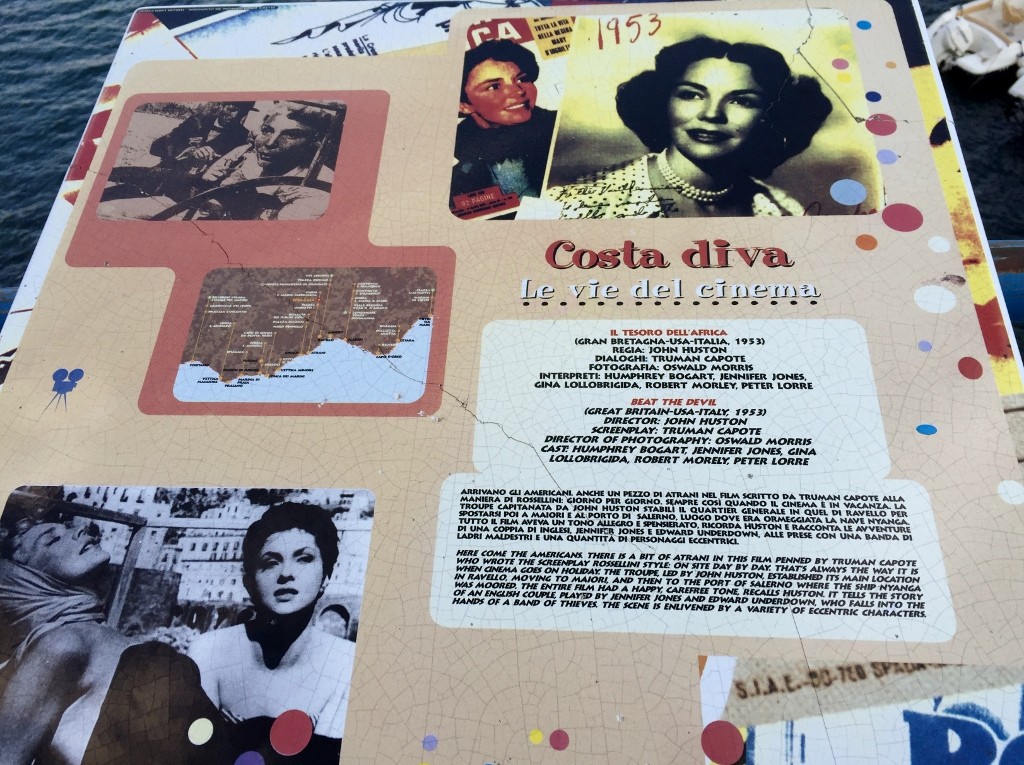 CA
TUTTA LA VITA
DELLA REGINA
MARY
D'INGHILT
1953
92 PAGINE
Costa diva
Le vie del cinema
IL TESORO DELL'AFRICA
(GRAN BRETAGNA-USA-ITALIA, 1953)
REGIA: JOHN HUSTON
DIALOGHI: TRUMAN CAPOTE
FOTOGRAFIA: OSWALD MORRIS
INTERPRETI: HUMPHREY BOGART, JENNIFER JONES,
GINA LOLLOBRIGIDA, ROBERT MORLEY, PETER LORRE
BEAT THE DEVIL
(GREAT BRITAIN-USA-ITALY, 1953)
DIRECTOR: JOHN HUSTON
SCREENPLAY: TRUMAN CAPOTE
DIRECTOR OF PHOTOGRAPHY: OSWALD MORRIS
CAST: HUMPHREY BOGART, JENNIFER JONES, GINA
LOLLOBRIGIDA, ROBERT MORELY, PETER LORRE
ARRIVANO GLI AMERICANI. ANCHE UN PEZZO DI ATRANI NEL FILM SCRITTO DA TRUMAN CAPOTE ALLA
MANIERA DI ROSSELLINI: GIORNO PER GIORNO. SEMPRE COSÌ QUANDO IL CINEMA È IN VACANZA. LA
TROUPE CAPITANATA DA JOHN HUSTON STABILÌ IL QUARTIER GENERALE IN QUEL DI RAVELLO PER
SPOSTARSI POI A MAIORI E AL PORTO DI SALERNO, LUOGO DOVE ERA ORMEGGIATA LA NAVE NYANGA.
TUTTO IL FILM AVEVA UN TONO ALLEGRO E SPENSIERATO, RICORDA HUSTON. RACCONTA LE AVVENTURE
DI UNA COPPIA DI INGLESI, JENNIFER JONES E EDWARD UNDERDOWN, ALLE PRESE CON UNA BANDA DI
LADRI MALDESTRI E UNA QUANTITÀ DI PERSONAGGI ECCENTRICI.
HERE COME THE AMERICANS. THERE IS A BIT OF ATRANI IN THIS FILM PENNED BY TRUMAN CAPOTE
WHO WROTE THE SCREENPLAY ROSSELLINI STYLE: ON SITE DAY BY DAY. THAT'S ALWAYS THE WAY IT IS
WHEN CINEMA GOES ON HOLIDAY. THE TROUPE, LED BY JOHN HUSTON, ESTABLISHED ITS MAIN LOCATION
IN RAVELLO, MOVING TO MAIORI, AND THEN TO THE PORT OF SALERNO WHERE THE SHIP NYANGA
WAS MOORED. THE ENTIRE FILM HAD A HAPPY, CAREFREE TONE, RECALLS HUSTON. IT TELLS THE STORY
OF AN ENGLISH COUPLE, PLAYED BY JENNIFER JONES AND EDWARD UNDERDOWN, WHO FALLS INTO THE
HANDS OF A BAND OF THIEVES. THE SCENE IS ENLIVENED BY A VARIETY OF ECCENTRIC CHARACTERS.
S.I.A.E.-DO-7E8 SPADA